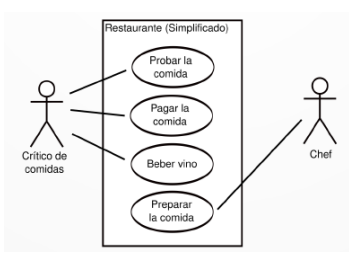 Restaurante (Simplificado)
Probar la
comida
Pagar la
comida
Beber vino
Preparar
la comida
Crítico de
comidas
Chef